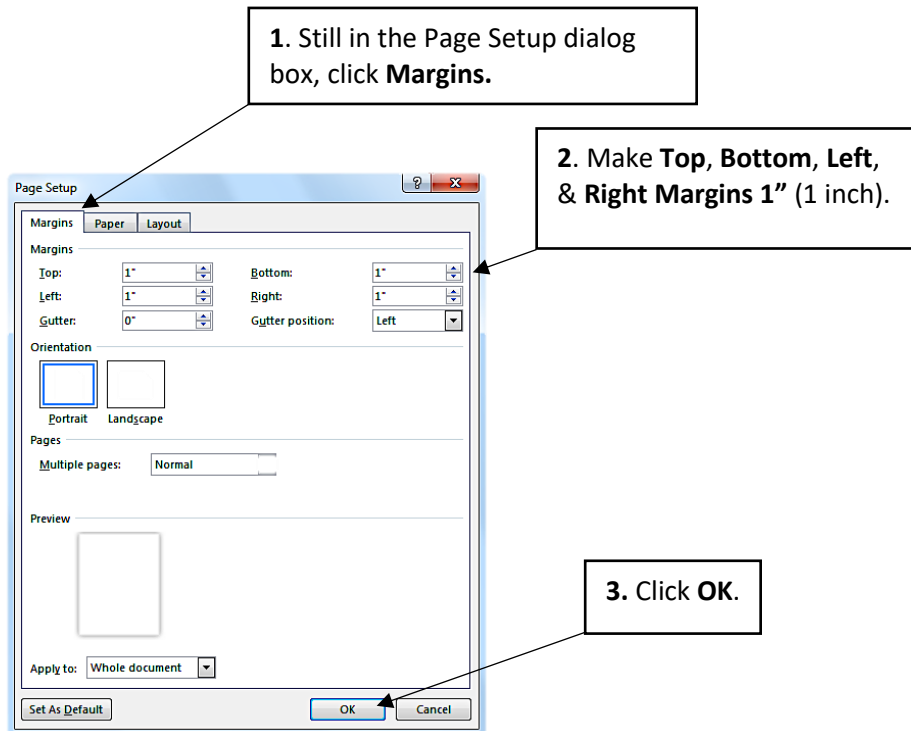 1. Still in the Page Setup dialog
box, click Margins.
2. Make Top, Bottom, Left,
& Right Margins 1” (1 inch).
Page Setup
?
X
Margins Paper Layout
Margins
Top: 1" Bottom: 1"
Left: 1" Right: 1"
Gutter: 0" Gutter position: Left
Orientation
Portrait Landscape
Pages
Multiple pages: Normal
Preview
3. Click OK.
Apply to: Whole document
Set As Default OK Cancel